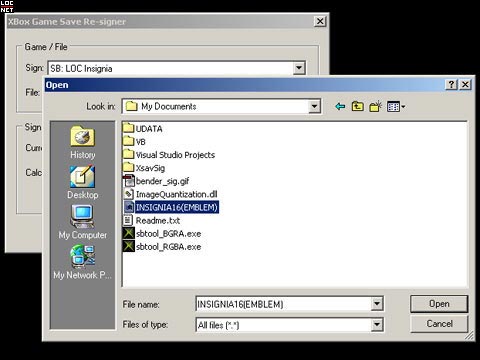 LOC
NET
XBox Game Save Re-signer
Game / File
Sign: SB: LOC Insignia
File:
Open
Look in: My Documents
UDATA
VB
Visual Studio Projects
XsavSig
bender_sig.gif
ImageQuantization.dll
INSIGNIA16(EMBLEM)
Readme.txt
sbtool_BGRA.exe
sbtool_RGBA.exe
Sign
Curre
Calc
History
Desktop
My Computer
My Network P...
File name: INSIGNIA16(EMBLEM) Open
Files of type: All files (*.*) Cancel